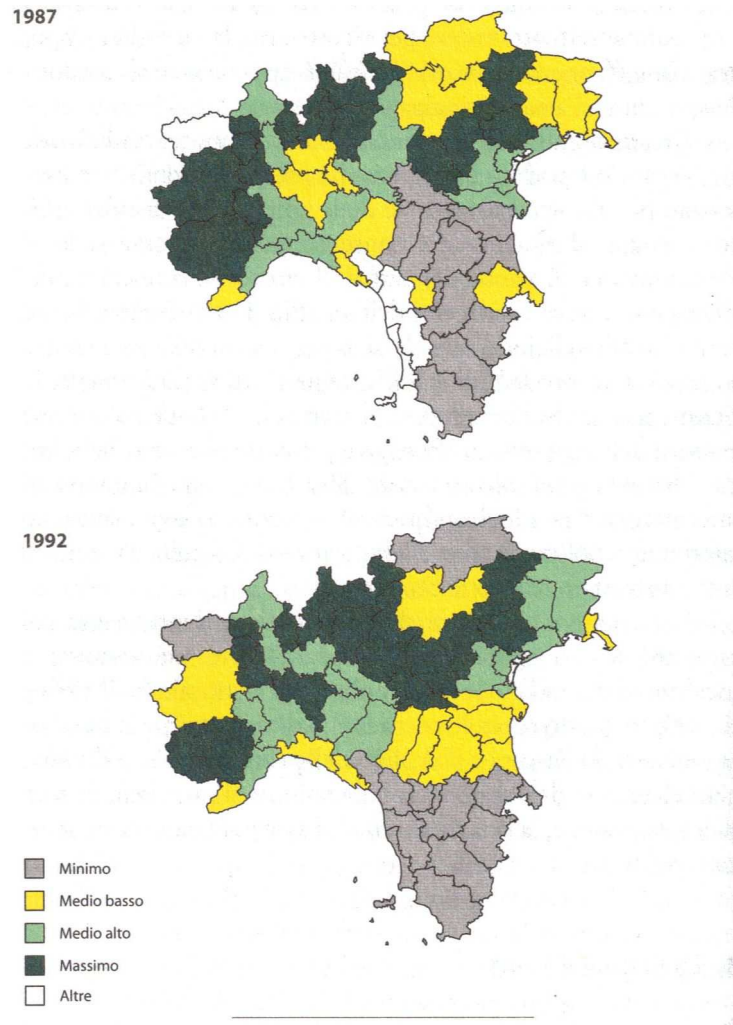 1987
1992
Minimo
Medio basso
Medio alto
Massimo
Altre